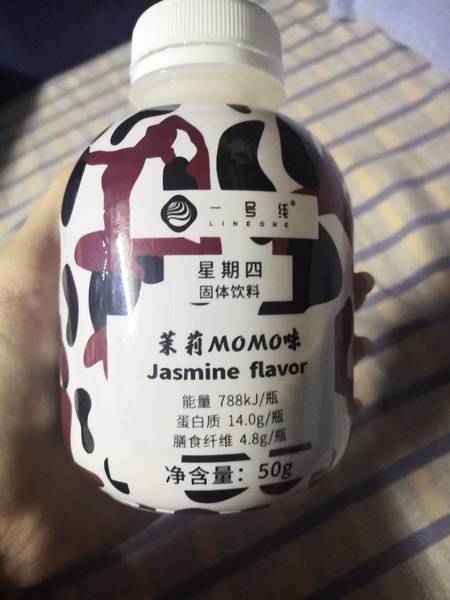 一号线®
LINEONE
星期四
固体饮料
茉莉MOMO味
Jasmine flavor
能量 788kJ/瓶
蛋白质 14.0g/瓶
膳食纤维 4.8g/瓶
净含量：50g